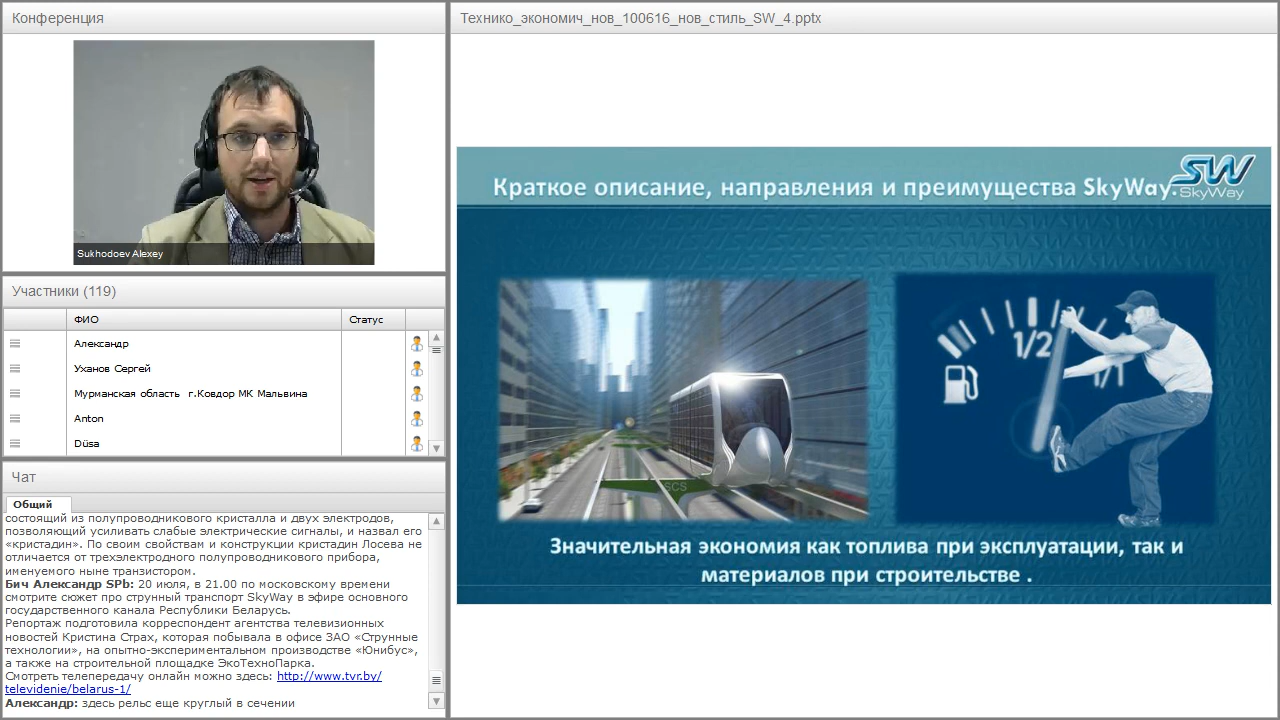 Конференция
Sukhodoev Alexey
Участники (119)
ФИО
Статус
Александр
Уханов Сергей
Мурманская область г.Ковдор МК Мальвина
Anton
Düsa
Чат
Общий
состоящий из полупроводникового кристалла и двух электродов,
позволяющий усиливать слабые электрические сигналы, и назвал его
«кристадин». По своим свойствам и конструкции кристадин Лосева не
отличается от трехэлектродного полупроводникового прибора,
именуемого ныне транзистором.
Бич Александр SPb: 20 июля, в 21.00 по московскому времени
смотрите сюжет про струнный транспорт SkyWay в эфире основного
государственного канала Республики Беларусь.
Репортаж подготовила корреспондент агентства телевизионных
новостей Кристина Страх, которая побывала в офисе ЗАО «Струнные
технологии», на опытно-экспериментальном производстве «Юнибус»,
а также на строительной площадке ЭкоТехноПарка.
Смотреть телепередачу онлайн можно здесь: http://www.tvr.by/
televidenie/belarus-1/
Александр: здесь рельс еще круглый в сечении
Технико_экономич_нов_100616_нов_стиль_SW_4.pptx
Краткое описание, направления и преимущества SkyWay.
SW
SkyWay
SCS
1/2
1/1
Значительная экономия как топлива при эксплуатации, так и
материалов при строительстве .